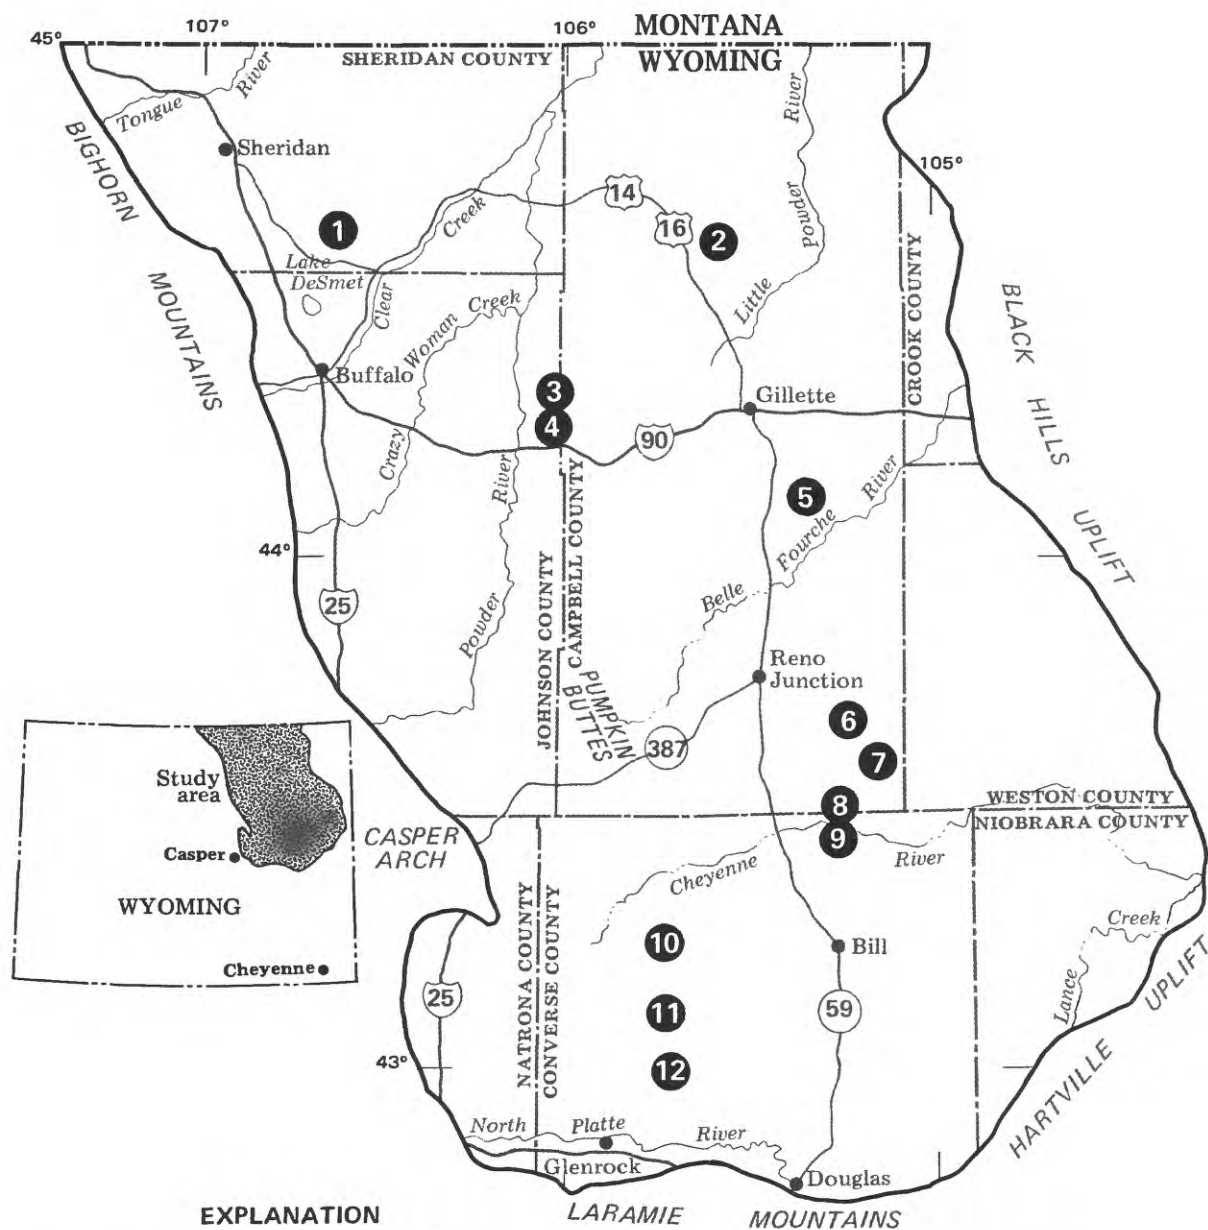 107°
106°
MONTANA
45°
WYOMING
SHERIDAN COUNTY
River
Tongue
River
Sheridan
105°
BIGHORN
14
Creek
16
Powder
1
2
Lake
DeSmet
MOUNTAINS
Clear
Creek
Woman
Little
CROOK COUNTY
BLACK
Buffalo
3
Gillette
HILLS
4
90
Crazy
River
River
5
UPLIFT
Fourche
44°
JOHNSON COUNTY
CAMPBELL COUNTY
25
Belle
Powder
Reno
Junction
PUMPKIN
BUTTES
6
387
7
Study
area
8
WESTON COUNTY
NIOBRARA COUNTY
CASPER
ARCH
9
Casper
Cheyenne
River
WYOMING
NATRONA COUNTY
CONVERSE COUNTY
Creek
10
Bill
Cheyenne
Lance
UPLIFT
25
11
59
43°
12
HARTVILLE
North Platte River
Glenrock
Douglas
EXPLANATION
LARAMIE MOUNTAINS